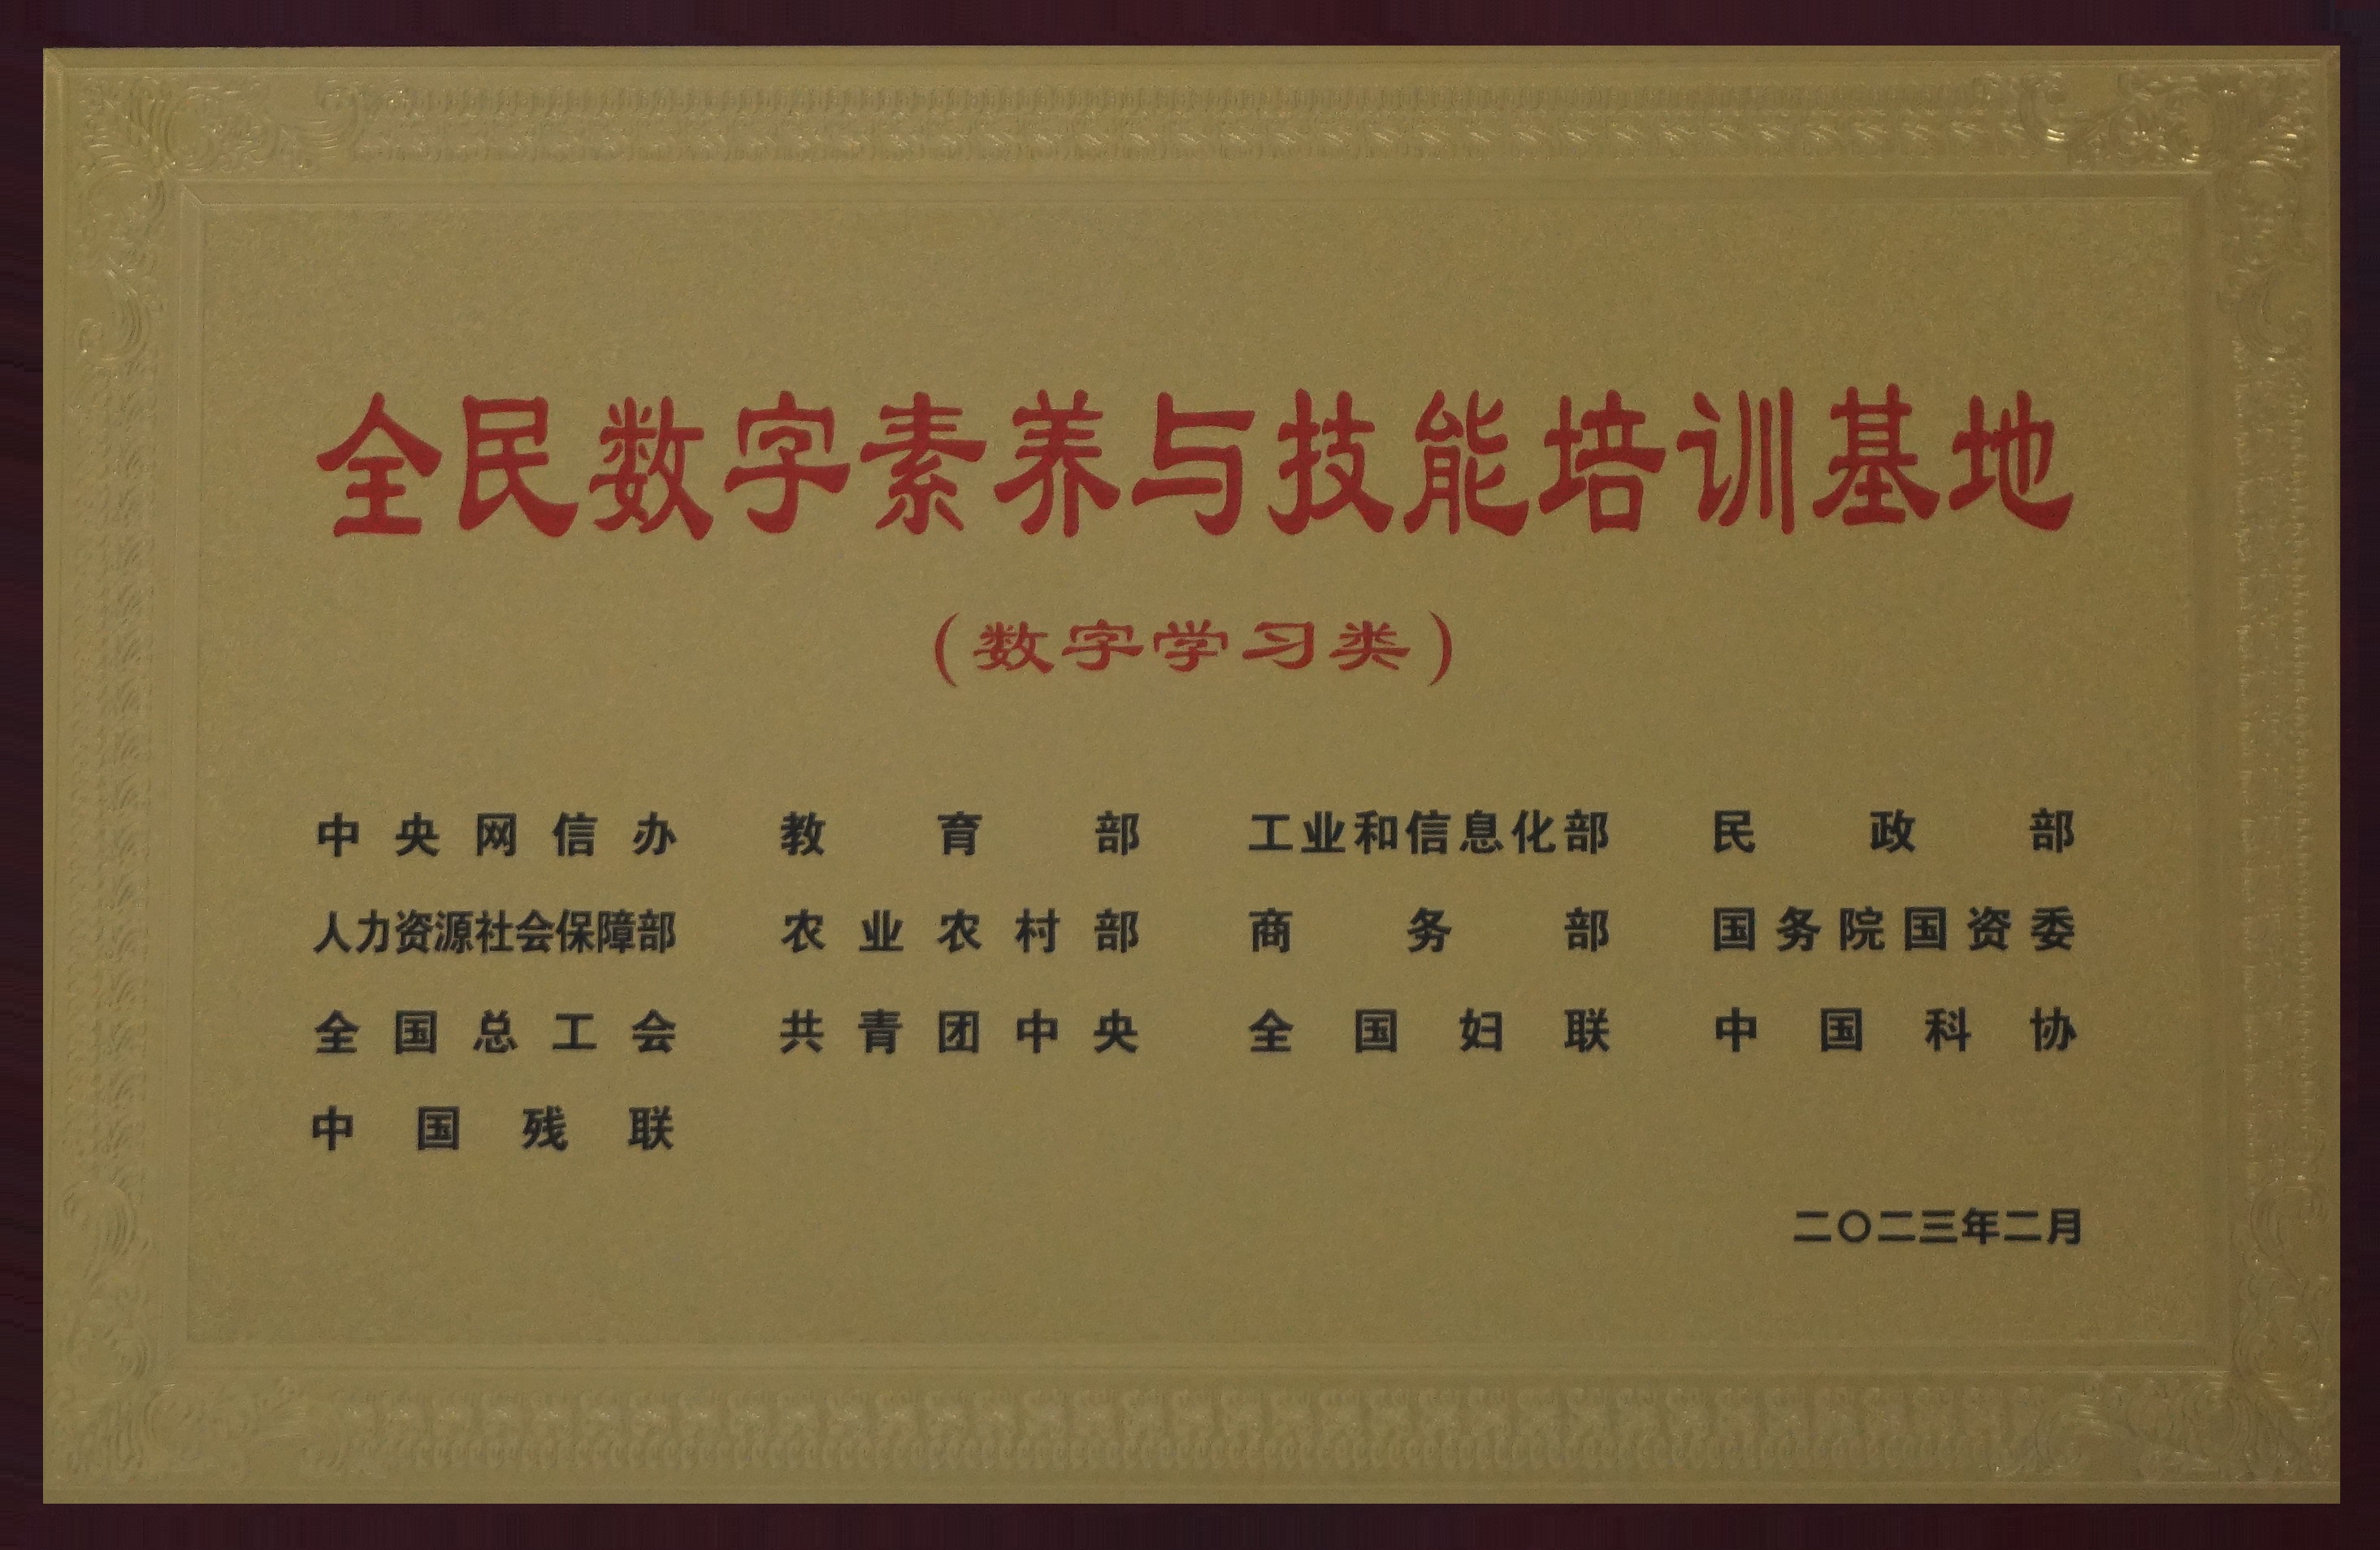 全民数字素养与技能培训基地
（数字学习类）
中央网信办 教育部 工业和信息化部 民政部
人力资源社会保障部 农业农村部 商务部 国务院国资委
全国总工会 共青团中央 全国妇联 中国科协
中国残联
二〇二三年二月